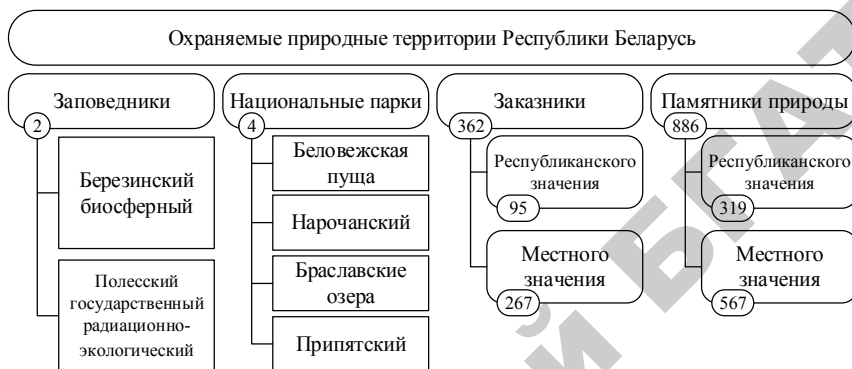 Охраняемые природные территории Республики Беларусь
Заповедники
2
Березинский
биосферный
Полесский
государственный
радиационно-
экологический
Национальные парки
4
Беловежская
пуща
Нарочанский
Браславские
озера
Припятский
Заказники
362
Республиканского
значения
95
Местного
значения
267
Памятники природы
886
Республиканского
значения
319
Местного
значения
567